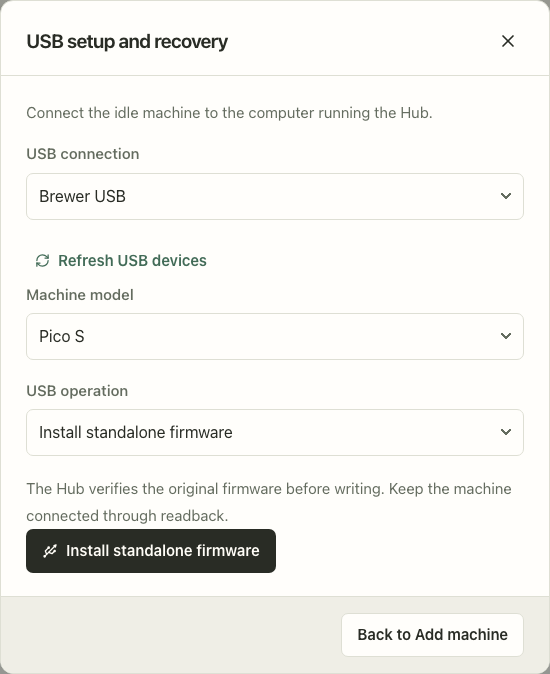 USB setup and recovery
Connect the idle machine to the computer running the Hub.
USB connection
Brewer USB
Refresh USB devices
Machine model
Pico S
USB operation
Install standalone firmware
The Hub verifies the original firmware before writing. Keep the machine
connected through readback.
Install standalone firmware
Back to Add machine